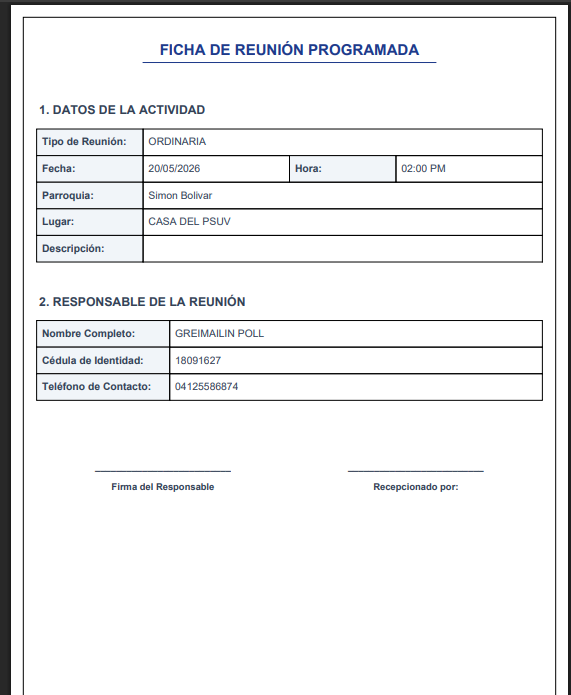 FICHA DE REUNIÓN PROGRAMADA
1. DATOS DE LA ACTIVIDAD
Tipo de Reunión: ORDINARIA
Fecha: 20/05/2026 Hora: 02:00 PM
Parroquia: Simon Bolivar
Lugar: CASA DEL PSUV
Descripción:
2. RESPONSABLE DE LA REUNIÓN
Nombre Completo: GREIMAILIN POLL
Cédula de Identidad: 18091627
Teléfono de Contacto: 04125586874
Firma del Responsable Recepcionado por: